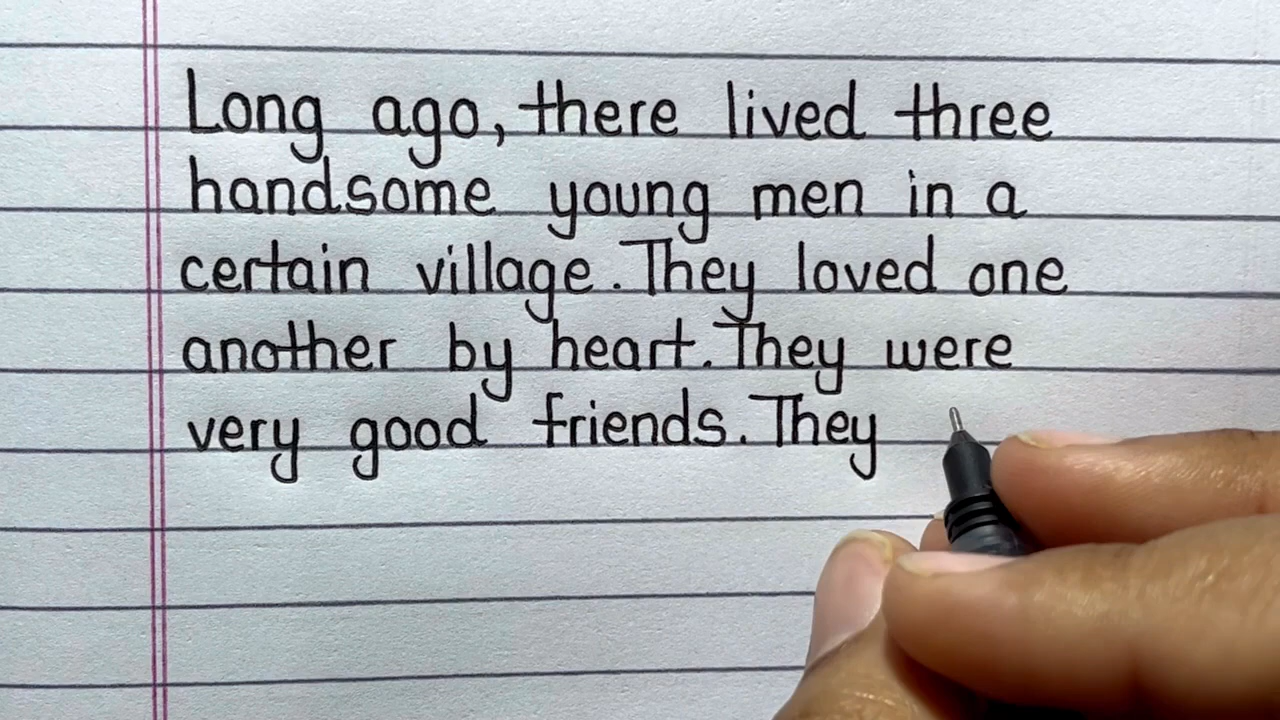 Long ago, there lived three
handsome young men in a
certain village. They loved one
another by heart. They were
very good friends. They